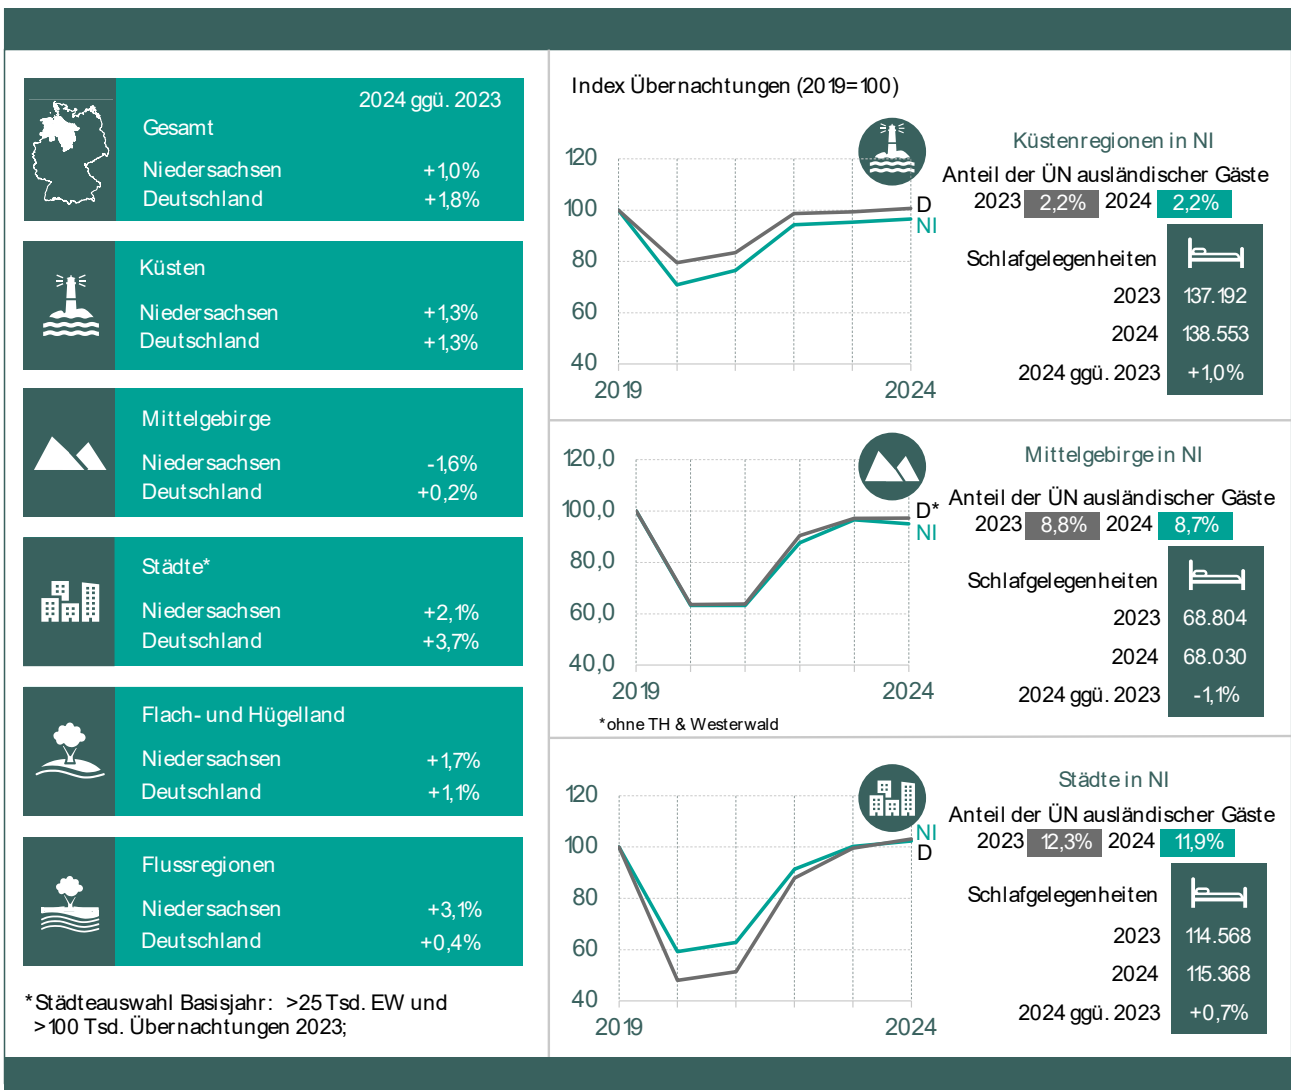 2024 ggü. 2023
Gesamt
Niedersachsen +1,0%
Deutschland +1,8%
Küsten
Niedersachsen +1,3%
Deutschland +1,3%
Mittelgebirge
Niedersachsen -1,6%
Deutschland +0,2%
Städte*
Niedersachsen +2,1%
Deutschland +3,7%
Flach- und Hügelland
Niedersachsen +1,7%
Deutschland +1,1%
Flussregionen
Niedersachsen +3,1%
Deutschland +0,4%
*Städteauswahl Basisjahr: >25 Tsd. EW und
>100 Tsd. Übernachtungen 2023;
Index Übernachtungen (2019=100)
120
100
80
60
40
2019 2024
D
NI
Küstenregionen in NI
Anteil der ÜN ausländischer Gäste
2023 2,2% 2024 2,2%
Schlafgelegenheiten
2023 137.192
2024 138.553
2024 ggü. 2023 +1,0%
120,0
100,0
80,0
60,0
40,0
2019 2024
D*
NI
*ohne TH & Westerwald
Mittelgebirge in NI
Anteil der ÜN ausländischer Gäste
2023 8,8% 2024 8,7%
Schlafgelegenheiten
2023 68.804
2024 68.030
2024 ggü. 2023 -1,1%
120
100
80
60
40
2019 2024
NI
D
Städte in NI
Anteil der ÜN ausländischer Gäste
2023 12,3% 2024 11,9%
Schlafgelegenheiten
2023 114.568
2024 115.368
2024 ggü. 2023 +0,7%